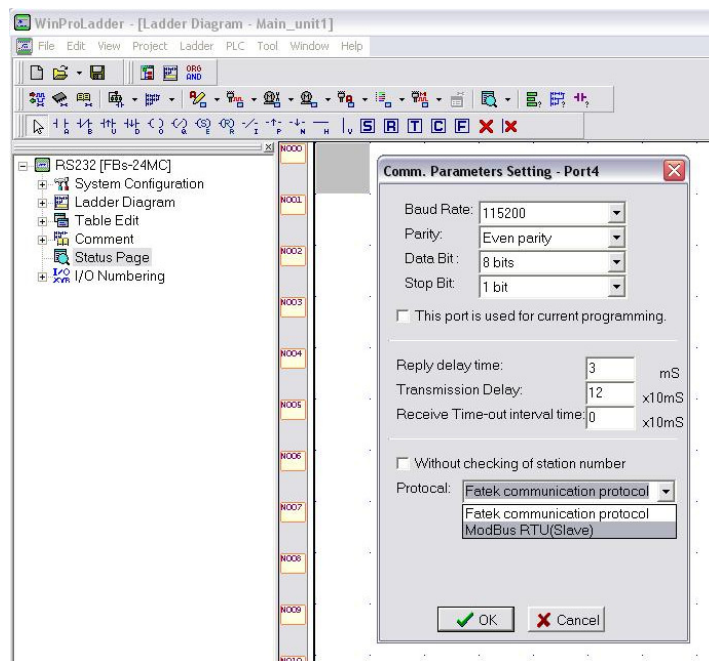 WinProLadder - [Ladder Diagram - Main_unit1]
File Edit View Project Ladder PLC Tool Window Help
ORG
AND
A B U D S R I P N H V S R T C F
RS232 [FBs-24MC]
System Configuration
Ladder Diagram
Table Edit
Comment
Status Page
I/O Numbering
N000
N001
N002
N003
N004
N005
N006
N007
N008
N009
N010
Comm. Parameters Setting - Port4
Baud Rate: 115200
Parity: Even parity
Data Bit : 8 bits
Stop Bit: 1 bit
This port is used for current programming.
Reply delay time: 3 mS
Transmission Delay: 12 x10mS
Receive Time-out interval time: 0 x10mS
Without checking of station number
Protocal: Fatek communication protocol
Fatek communication protocol
ModBus RTU(Slave)
OK Cancel